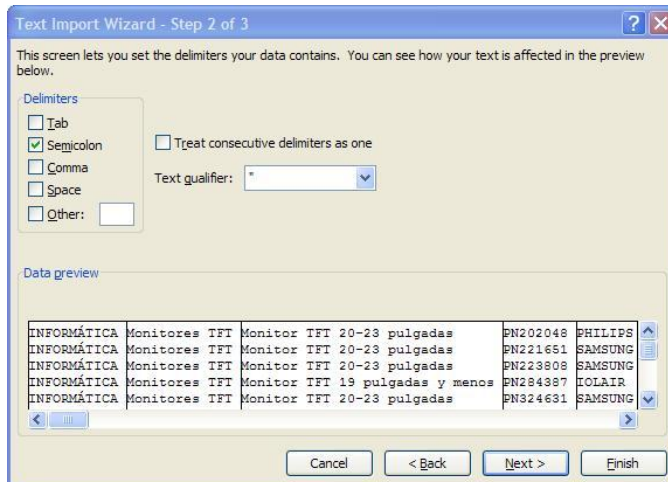 Text Import Wizard - Step 2 of 3
This screen lets you set the delimiters your data contains. You can see how your text is affected in the preview
below.
Delimiters
Tab
Semicolon
Comma
Space
Other:
Treat consecutive delimiters as one
Text qualifier: "
Data preview
INFORMÁTICA Monitores TFT Monitor TFT 20-23 pulgadas PN202048 PHILIPS
INFORMÁTICA Monitores TFT Monitor TFT 20-23 pulgadas PN221651 SAMSUNG
INFORMÁTICA Monitores TFT Monitor TFT 20-23 pulgadas PN223808 SAMSUNG
INFORMÁTICA Monitores TFT Monitor TFT 19 pulgadas y menos PN284387 IOLAIR
INFORMÁTICA Monitores TFT Monitor TFT 20-23 pulgadas PN324631 SAMSUNG
Cancel < Back Next > Finish